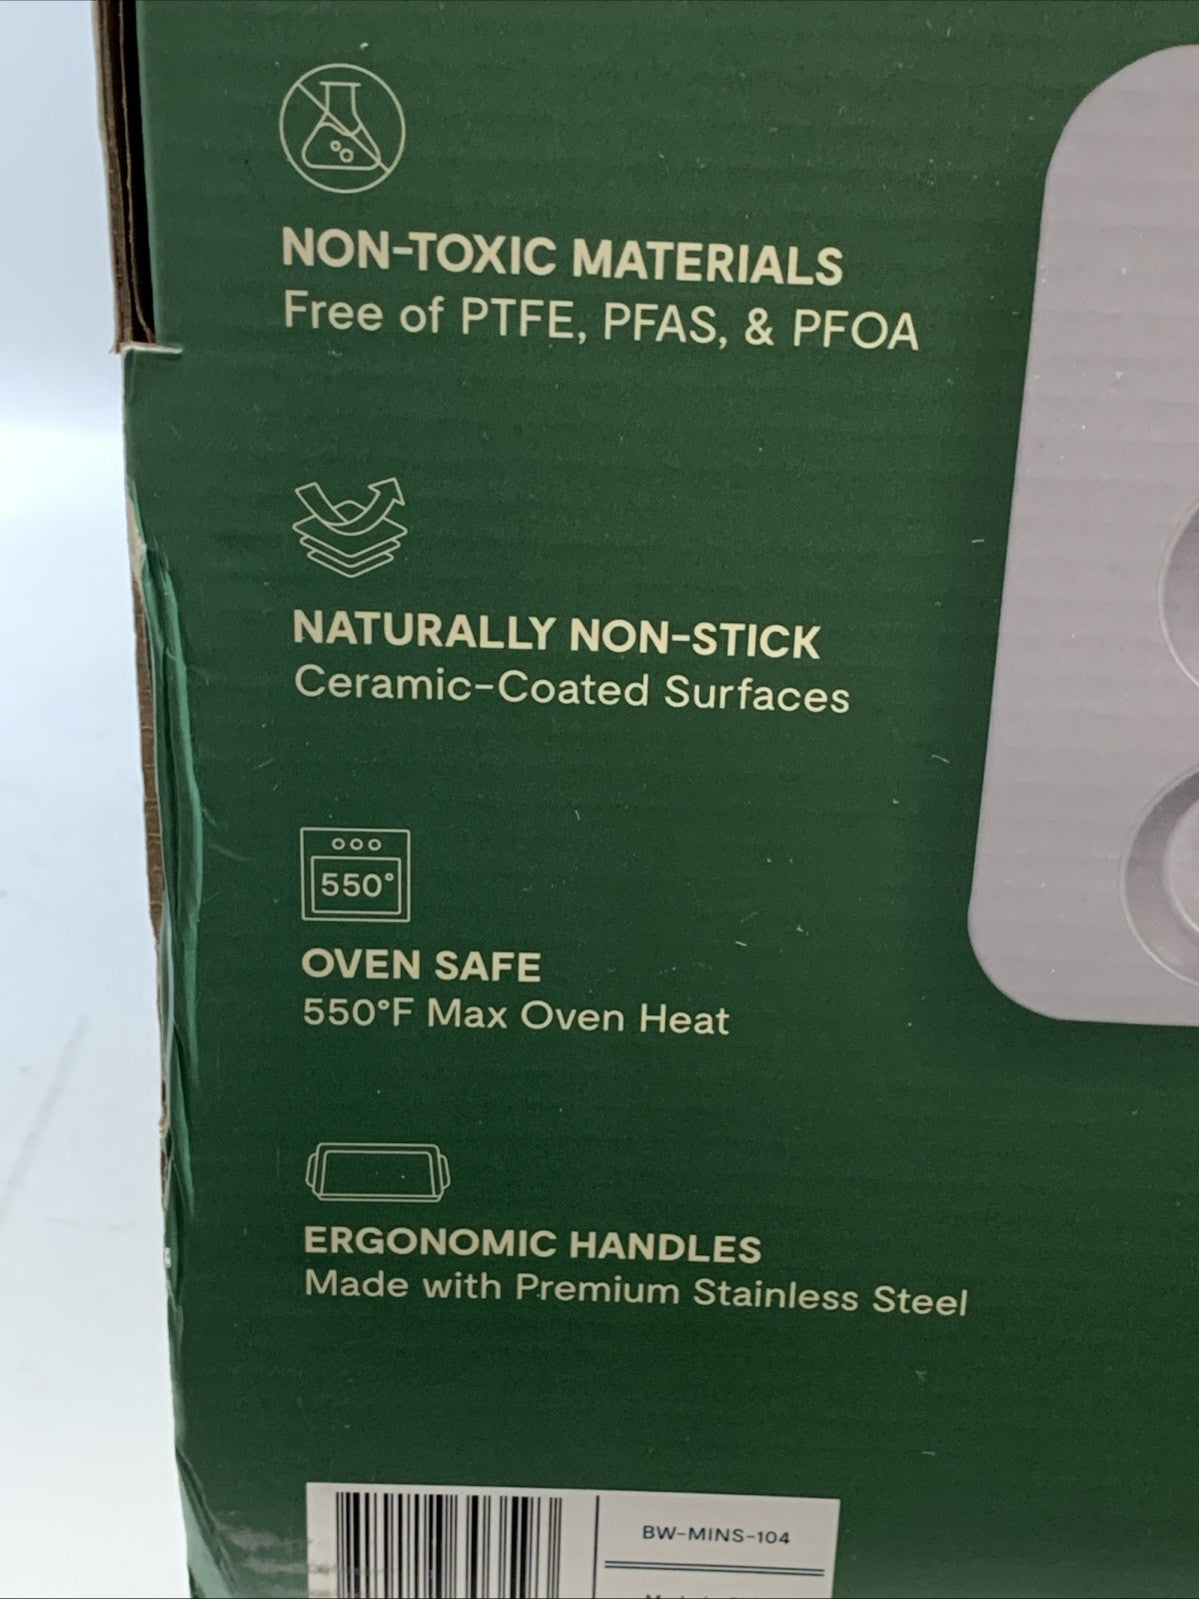 NON-TOXIC MATERIALS
Free of PTFE, PFAS, & PFOA
NATURALLY NON-STICK
Ceramic-Coated Surfaces
550°
OVEN SAFE
550°F Max Oven Heat
ERGONOMIC HANDLES
Made with Premium Stainless Steel
BW-MINS-104